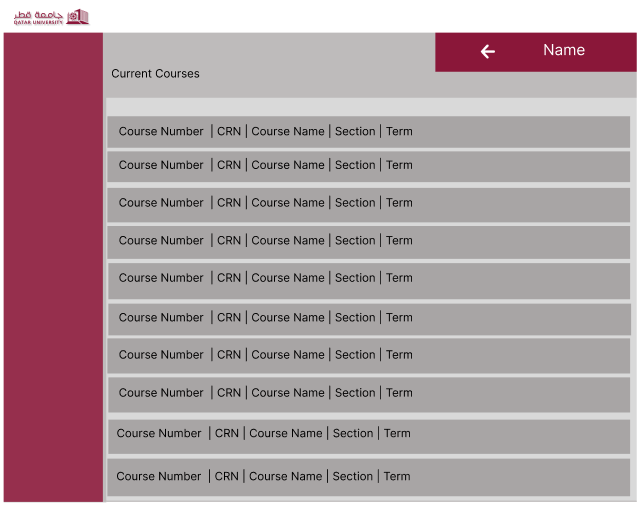 جامعة قطر
QATAR UNIVERSITY
Name
Current Courses
Course Number | CRN | Course Name | Section | Term
Course Number | CRN | Course Name | Section | Term
Course Number | CRN | Course Name | Section | Term
Course Number | CRN | Course Name | Section | Term
Course Number | CRN | Course Name | Section | Term
Course Number | CRN | Course Name | Section | Term
Course Number | CRN | Course Name | Section | Term
Course Number | CRN | Course Name | Section | Term
Course Number | CRN | Course Name | Section | Term
Course Number | CRN | Course Name | Section | Term